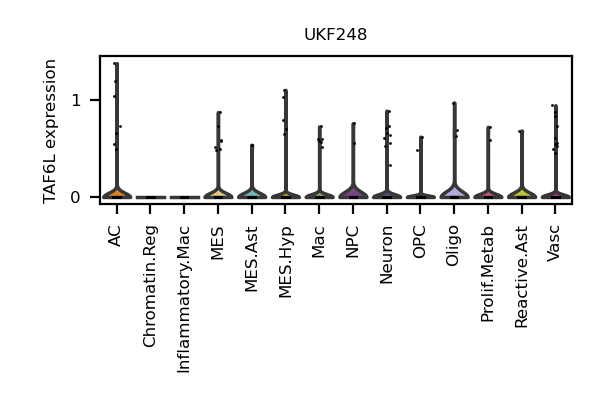 UKF248
TAF6L expression
1
0
AC
Chromatin.Reg
Inflammatory.Mac
MES
MES.Ast
MES.Hyp
Mac
NPC
Neuron
OPC
Oligo
Prolif.Metab
Reactive.Ast
Vasc